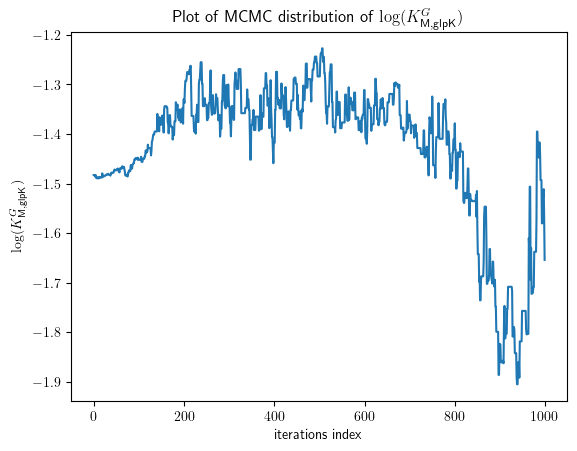 Plot of MCMC distribution of log(K^G_{M,glpK})
−1.2
−1.3
−1.4
−1.5
−1.6
−1.7
−1.8
−1.9
log(K^G_{M,glpK})
0 200 400 600 800 1000
iterations index